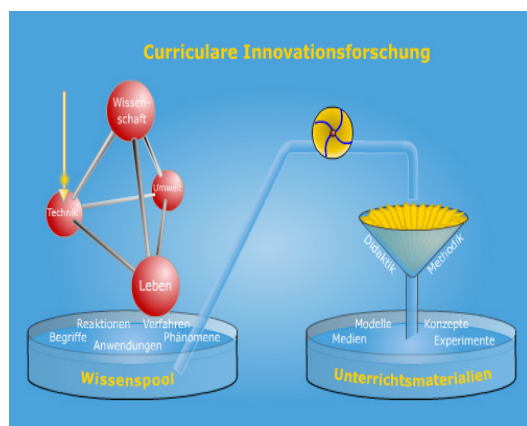 Curriculare Innovationsforschung
Wissen-
schaft
Umwelt
Technik
Leben
Reaktionen Verfahren
Begriffe Phänomene
Anwendungen
Wissenspool
Didaktik
Methodik
Modelle Konzepte
Medien Experimente
Unterrichtsmaterialien